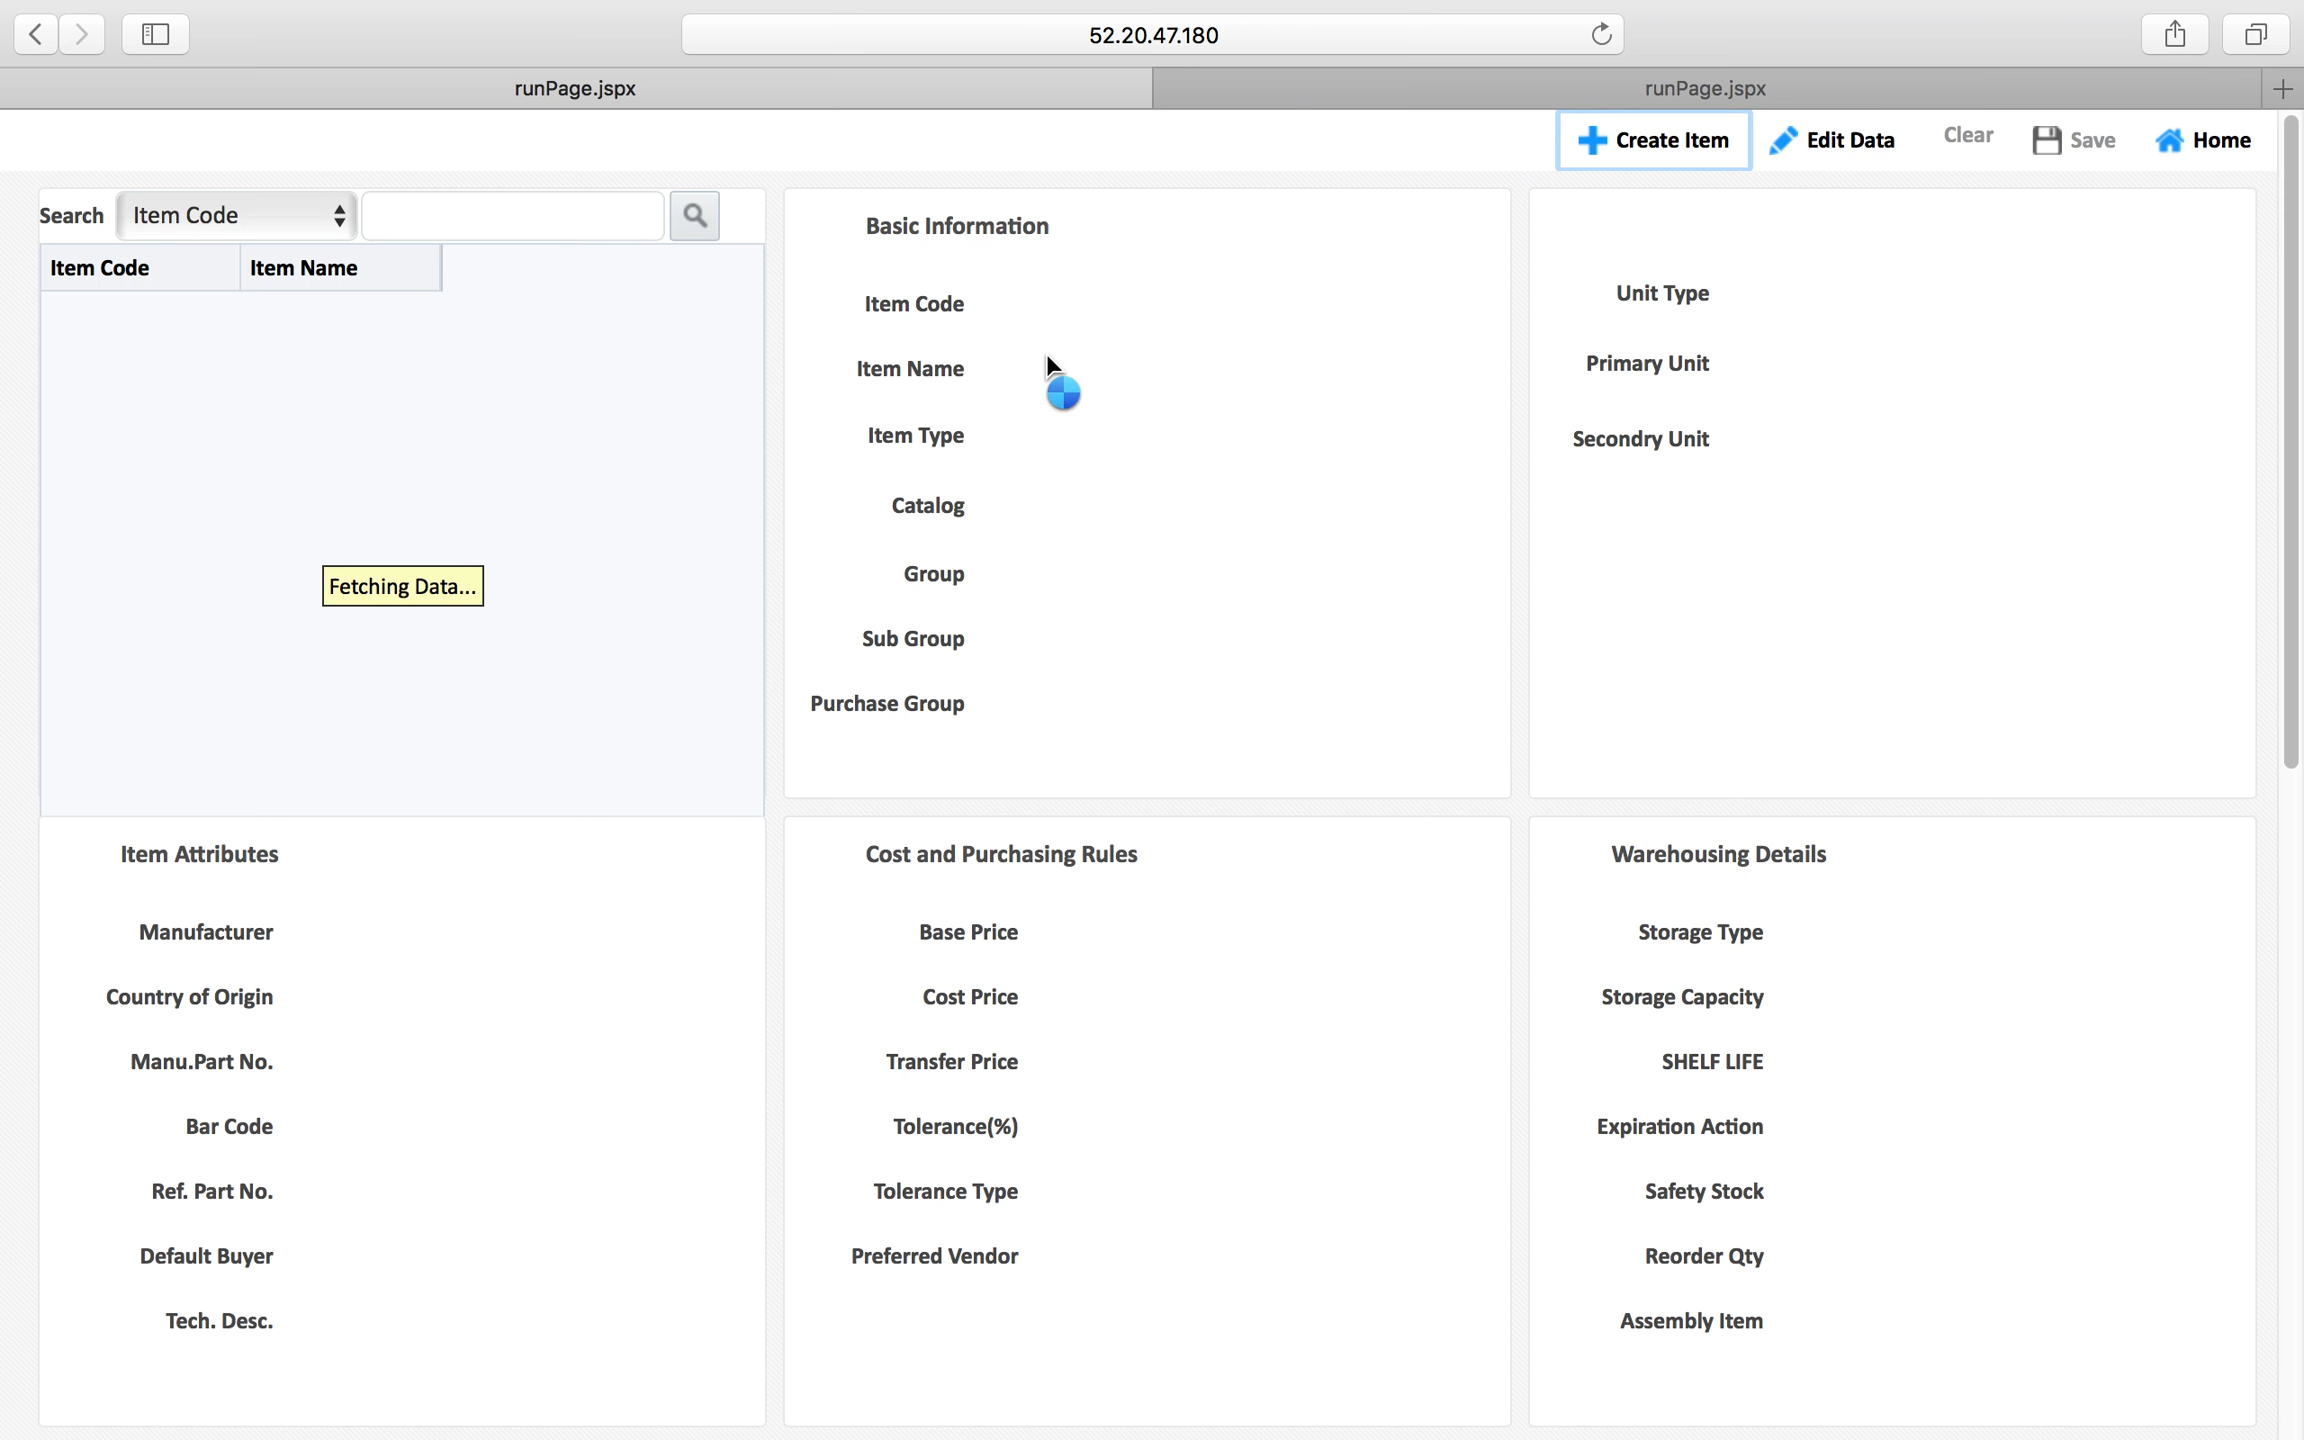 52.20.47.180
runPage.jspx
runPage.jspx
Create Item
Edit Data
Clear
Save
Home
Search
Item Code
Item Code
Item Name
Fetching Data...
Basic Information
Item Code
Item Name
Item Type
Catalog
Group
Sub Group
Purchase Group
Unit Type
Primary Unit
Secondry Unit
Item Attributes
Manufacturer
Country of Origin
Manu.Part No.
Bar Code
Ref. Part No.
Default Buyer
Tech. Desc.
Cost and Purchasing Rules
Base Price
Cost Price
Transfer Price
Tolerance(%)
Tolerance Type
Preferred Vendor
Warehousing Details
Storage Type
Storage Capacity
SHELF LIFE
Expiration Action
Safety Stock
Reorder Qty
Assembly Item